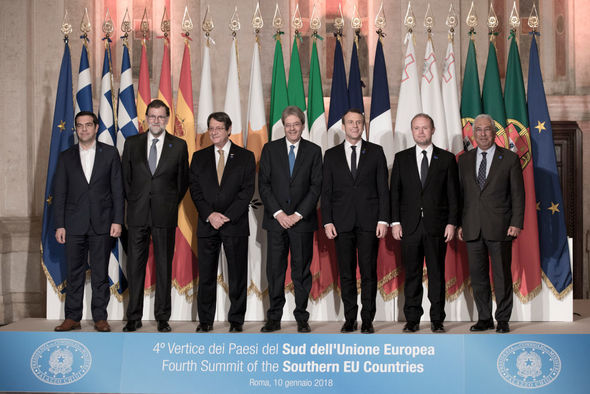 4º Vertice dei Paesi del Sud dell'Unione Europea
Fourth Summit of the Southern EU Countries
Roma, 10 gennaio 2018